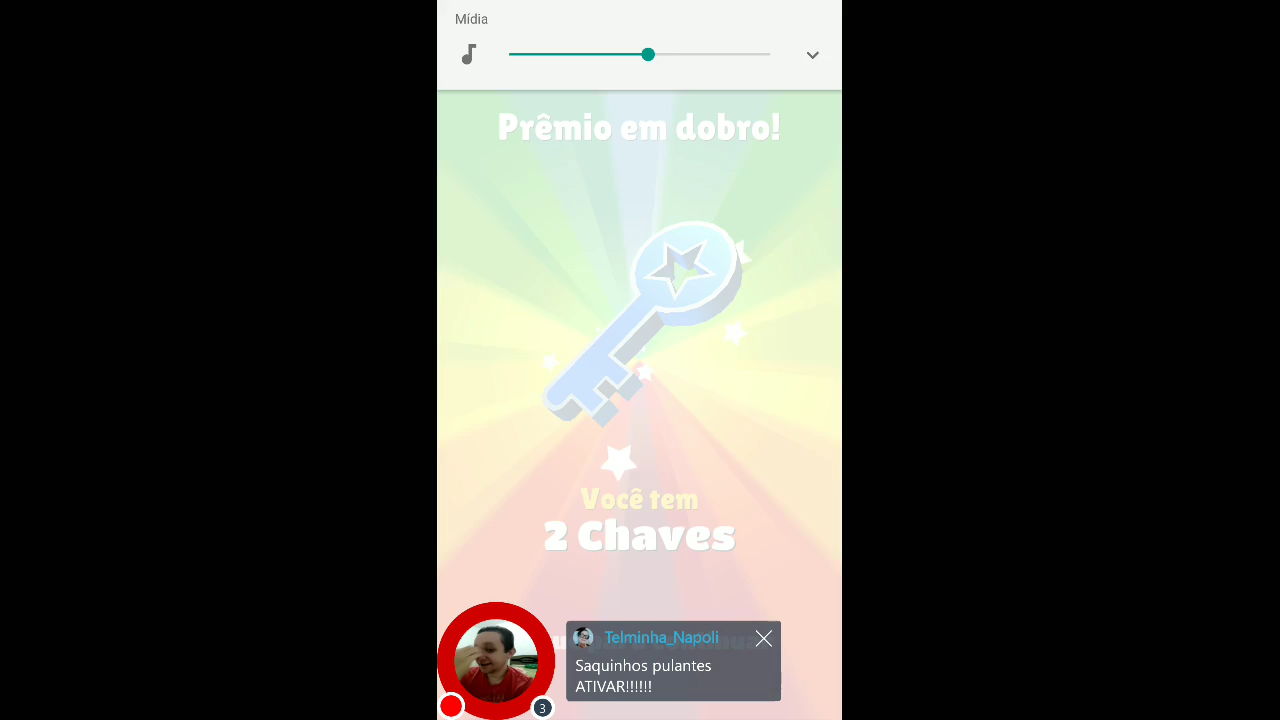 Mídia
Prêmio em dobro!
Você tem
2 Chaves
Telminha_Napoli
Saquinhos pulantes
ATIVAR!!!!!!
3